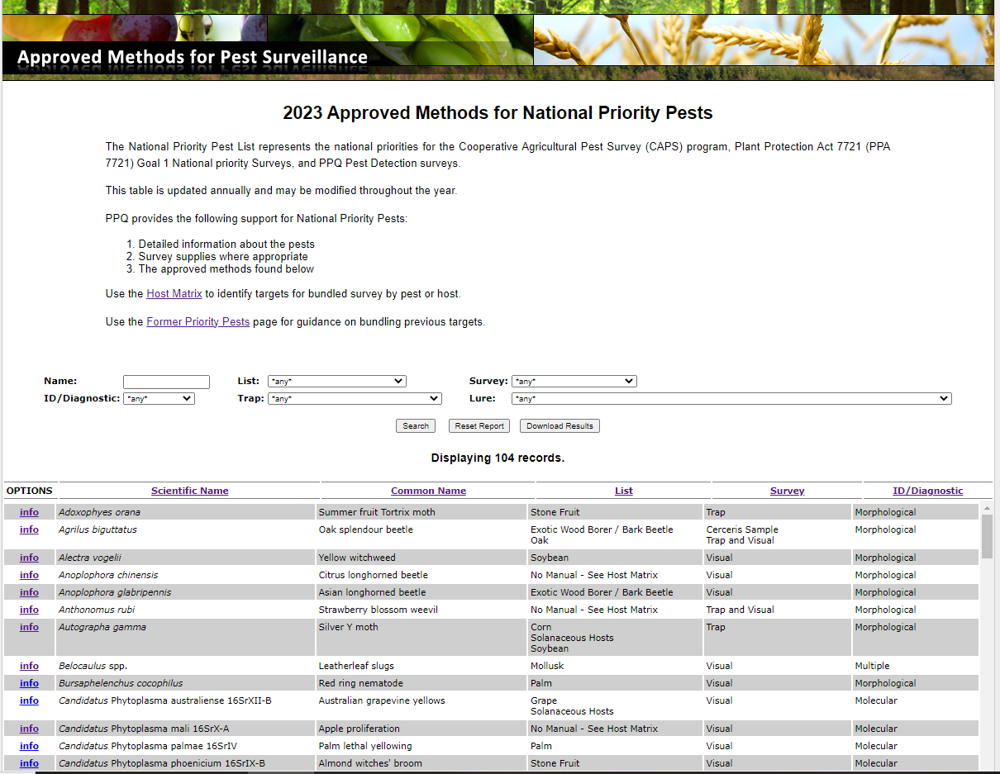 Approved Methods for Pest Surveillance
2023 Approved Methods for National Priority Pests
The National Priority Pest List represents the national priorities for the Cooperative Agricultural Pest Survey (CAPS) program, Plant Protection Act 7721 (PPA
7721) Goal 1 National priority Surveys, and PPQ Pest Detection surveys.
This table is updated annually and may be modified throughout the year.
PPQ provides the following support for National Priority Pests:
1. Detailed information about the pests
2. Survey supplies where appropriate
3. The approved methods found below
Use the Host Matrix to identify targets for bundled survey by pest or host.
Use the Former Priority Pests page for guidance on bundling previous targets.
Name: List: *any* Survey: *any*
ID/Diagnostic: *any* Trap: *any* Lure: *any*
Search Reset Report Download Results
Displaying 104 records.
OPTIONS Scientific Name Common Name List Survey ID/Diagnostic
info Adoxophyes orana Summer fruit Tortrix moth Stone Fruit Trap Morphological
info Agrilus biguttatus Oak splendour beetle Exotic Wood Borer / Bark Beetle Cerceris Sample Morphological
Oak Trap and Visual
info Alectra vogelii Yellow witchweed Soybean Visual Morphological
info Anoplophora chinensis Citrus longhorned beetle No Manual - See Host Matrix Visual Morphological
info Anoplophora glabripennis Asian longhorned beetle Exotic Wood Borer / Bark Beetle Visual Morphological
info Anthonomus rubi Strawberry blossom weevil No Manual - See Host Matrix Trap and Visual Morphological
info Autographa gamma Silver Y moth Corn Trap Morphological
Solanaceous Hosts
Soybean
info Belocaulus spp. Leatherleaf slugs Mollusk Visual Multiple
info Bursaphelenchus cocophilus Red ring nematode Palm Visual Morphological
info Candidatus Phytoplasma australiense 16SrXII-B Australian grapevine yellows Grape Visual Molecular
Solanaceous Hosts
info Candidatus Phytoplasma mali 16SrX-A Apple proliferation No Manual - See Host Matrix Visual Molecular
info Candidatus Phytoplasma palmae 16SrIV Palm lethal yellowing Palm Visual Molecular
info Candidatus Phytoplasma phoenicium 16SrIX-B Almond witches' broom Stone Fruit Visual Molecular